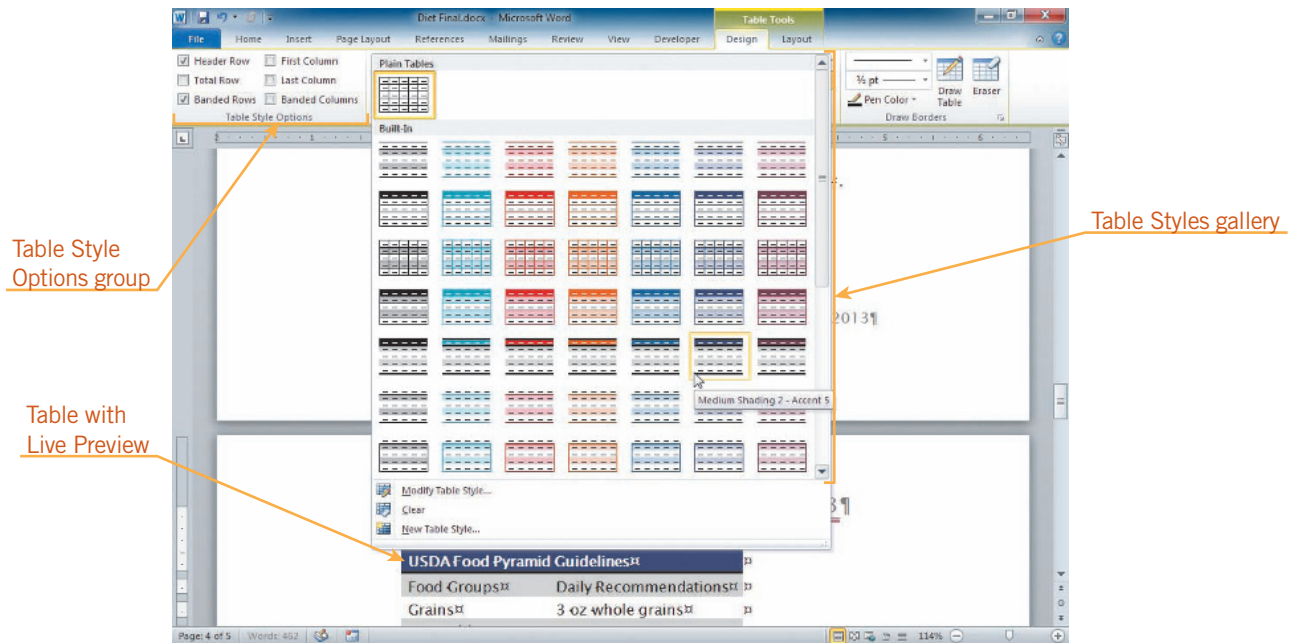 Diet Final.docx - Microsoft Word
Table Tools
File Home Insert Page Layout References Mailings Review View Developer Design Layout
Header Row First Column
Total Row Last Column
Banded Rows Banded Columns
Table Style Options
Plain Tables
Built-In
½ pt
Pen Color
Draw Table
Eraser
Draw Borders
Table Style
Options group
Table Styles gallery
2013¶
Medium Shading 2 - Accent 5
Table with
Live Preview
Modify Table Style...
Clear
New Table Style...
3¶
USDA Food Pyramid Guidelines¤ ¤
Food Groups¤ Daily Recommendations¤ ¤
Grains¤ 3 oz whole grains¤ ¤
Page: 4 of 5 Words: 462 114%